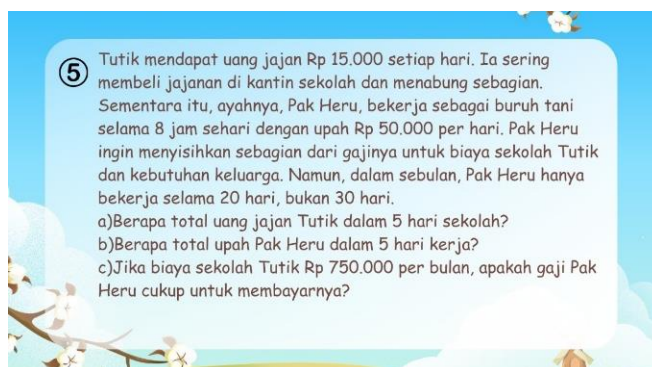 ⑤ Tutik mendapat uang jajan Rp 15.000 setiap hari. Ia sering
membeli jajanan di kantin sekolah dan menabung sebagian.
Sementara itu, ayahnya, Pak Heru, bekerja sebagai buruh tani
selama 8 jam sehari dengan upah Rp 50.000 per hari. Pak Heru
ingin menyisihkan sebagian dari gajinya untuk biaya sekolah Tutik
dan kebutuhan keluarga. Namun, dalam sebulan, Pak Heru hanya
bekerja selama 20 hari, bukan 30 hari.
a)Berapa total uang jajan Tutik dalam 5 hari sekolah?
b)Berapa total upah Pak Heru dalam 5 hari kerja?
c)Jika biaya sekolah Tutik Rp 750.000 per bulan, apakah gaji Pak
Heru cukup untuk membayarnya?